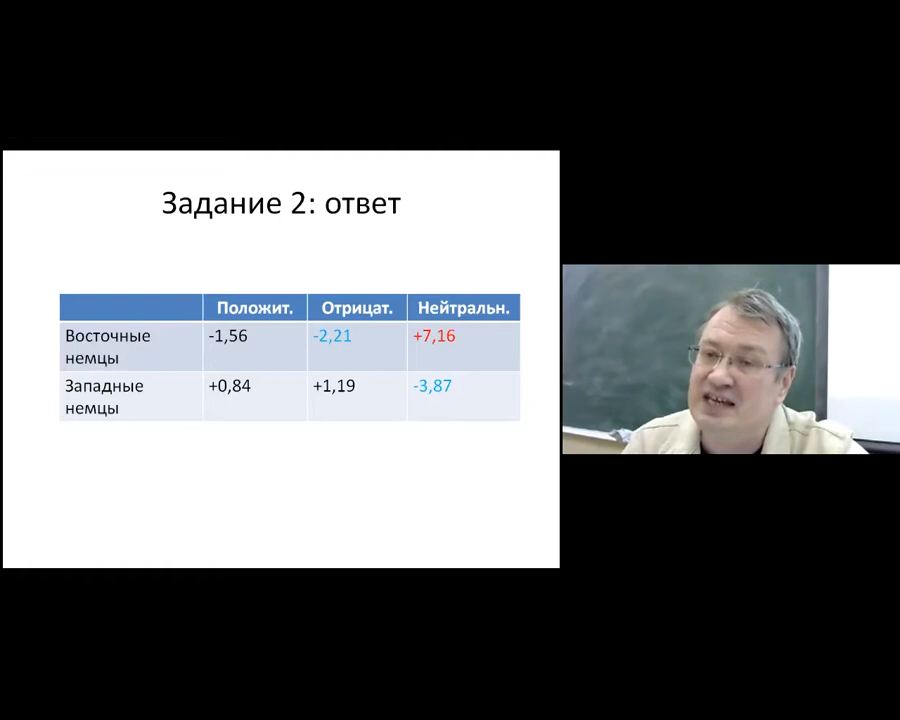 Задание 2: ответ
Положит. Отрицат. Нейтральн.
Восточные немцы -1,56 -2,21 +7,16
Западные немцы +0,84 +1,19 -3,87